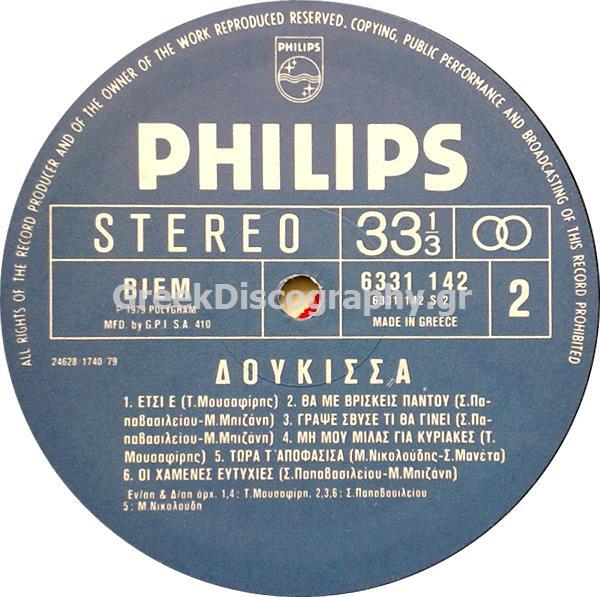 ALL RIGHTS OF THE RECORD PRODUCER AND OF THE OWNER OF THE WORK REPRODUCED RESERVED. COPYING, PUBLIC PERFORMANCE AND BROADCASTING OF THIS RECORD PROHIBITED
PHILIPS
PHILIPS
STEREO 33 1/3
BIEM
℗ 1979 POLYGRAM
MFD. by G.P.I S.A. 410
6331 142
(6331 142 S 2)
MADE IN GREECE
2
GreekDiscography.gr
24628 1740 79
ΔΟΥΚΙΣΣΑ
1. ΕΤΣΙ Ε (Τ.Μουσαφίρης) 2. ΘΑ ΜΕ ΒΡΙΣΚΕΙΣ ΠΑΝΤΟΥ (Σ.Πα-
παβασιλείου-Μ.Μπιζάνη) 3. ΓΡΑΨΕ ΣΒΥΣΕ ΤΙ ΘΑ ΓΙΝΕΙ (Σ.Πα-
παβασιλείου-Μ.Μπιζάνη) 4. ΜΗ ΜΟΥ ΜΙΛΑΣ ΓΙΑ ΚΥΡΙΑΚΕΣ (Τ.
Μουσαφίρης) 5. ΤΩΡΑ Τ΄ΑΠΟΦΑΣΙΣΑ (Μ.Νικολούδης-Σ.Μανέτα)
6. ΟΙ ΧΑΜΕΝΕΣ ΕΥΤΥΧΙΕΣ (Σ.Παπαβασιλείου-Μ.Μπιζάνη)
Εν/ση & Δ/ση όρχ. 1,4: Τ.Μουσαφίρη, 2,3,6: Σ.Παπαβασιλείου
5: Μ.Νικολούδη